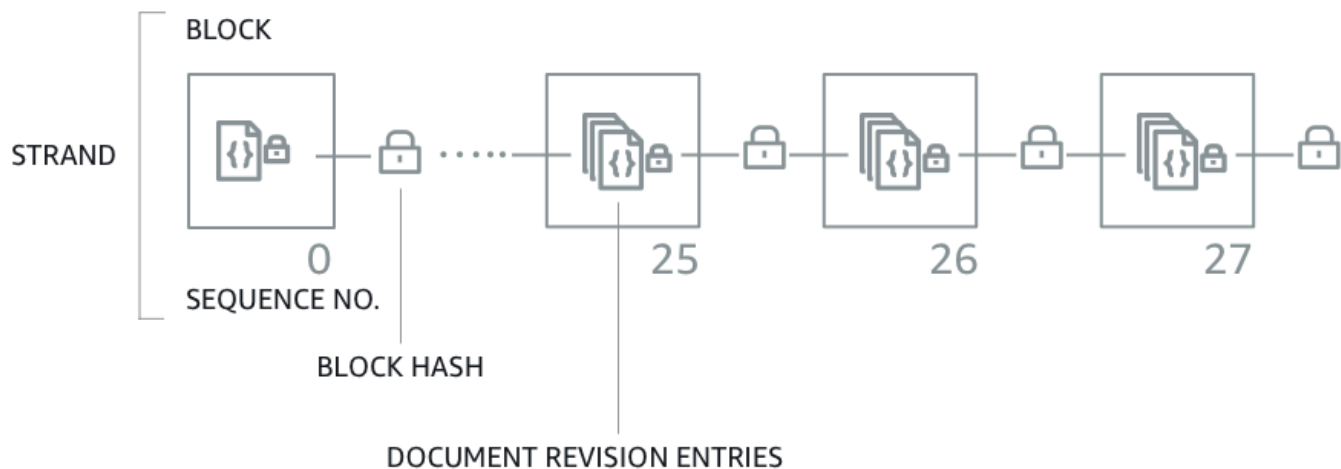 BLOCK
STRAND
0
25
26
27
SEQUENCE NO.
BLOCK HASH
DOCUMENT REVISION ENTRIES